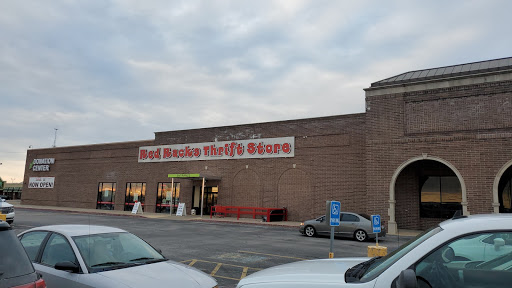 Red Racks Thrift Store
DONATION
CENTER
NOW OPEN!